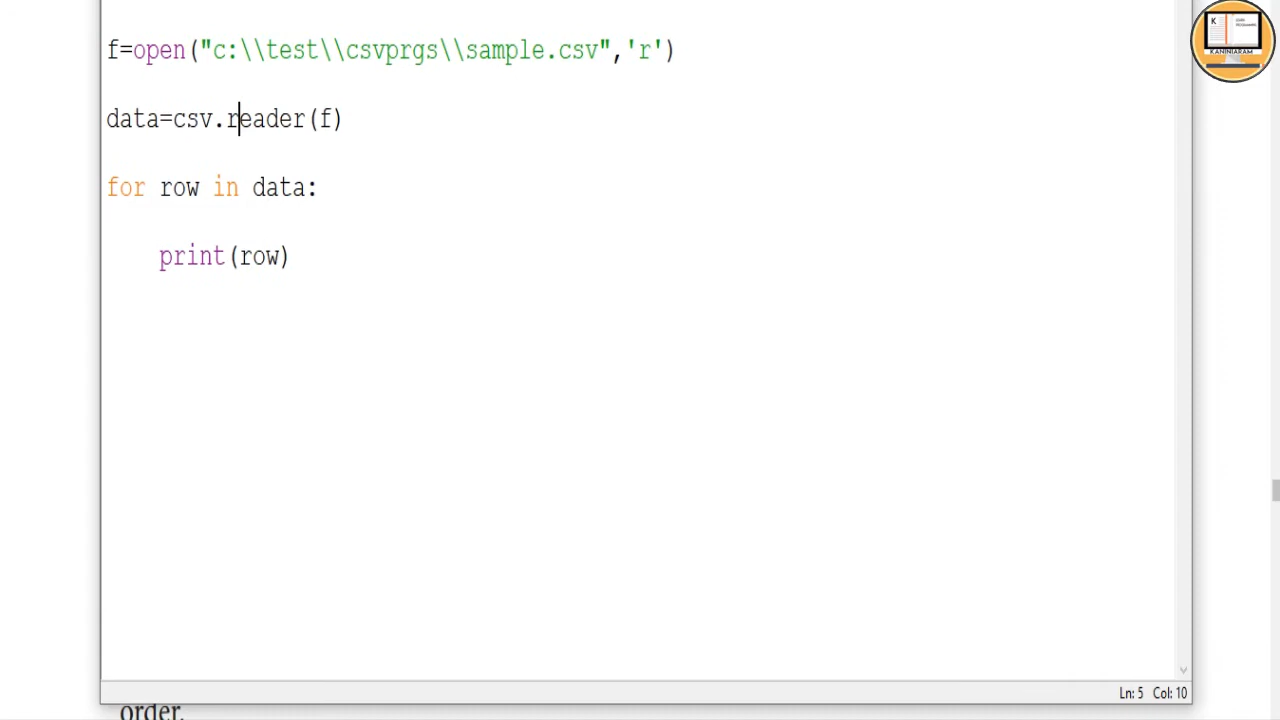 f=open("c:\\test\\csvprgs\\sample.csv",'r')
data=csv.reader(f)
for row in data:
    print(row)
Ln: 5 Col: 10
order.
K
KANINIARAM